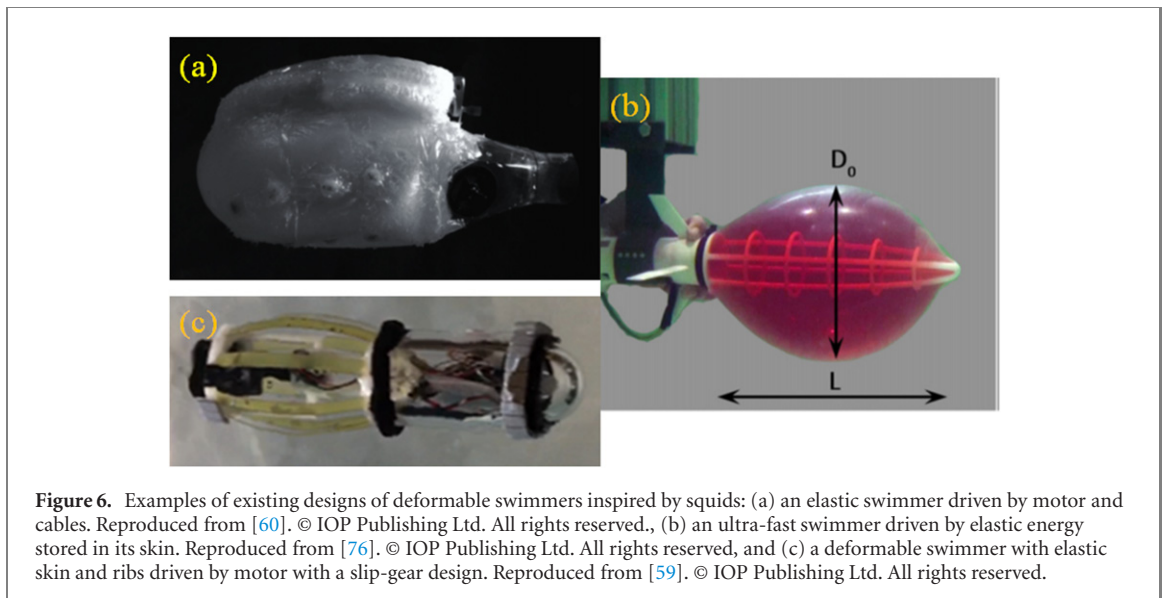 (a)
(b)
D0
L
(c)
Figure 6. Examples of existing designs of deformable swimmers inspired by squids: (a) an elastic swimmer driven by motor and
cables. Reproduced from [60]. © IOP Publishing Ltd. All rights reserved., (b) an ultra-fast swimmer driven by elastic energy
stored in its skin. Reproduced from [76]. © IOP Publishing Ltd. All rights reserved, and (c) a deformable swimmer with elastic
skin and ribs driven by motor with a slip-gear design. Reproduced from [59]. © IOP Publishing Ltd. All rights reserved.